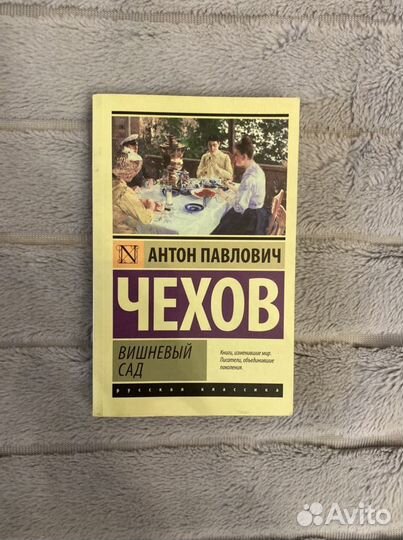 N
АНТОН ПАВЛОВИЧ
ЧЕХОВ
ВИШНЕВЫЙ
САД
Книги, изменившие мир.
Писатели, объединившие
поколения.
русская классика
Avito